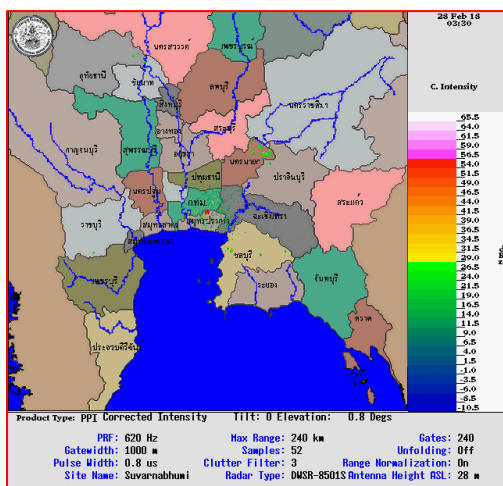 28 Feb 18
03:30
C. Intensity
นครสวรรค์
เพชรบูรณ์
อุทัยธานี
ชัยนาท
ลพบุรี
สิงห์บุรี
นครราชสีมา
อ่างทอง
สระบุรี
กาญจนบุรี
สุพรรณบุรี
อยุธยา
นครนายก
ปราจีนบุรี
ปทุมธานี
นครปฐม
กทม.
สระแก้ว
ฉะเชิงเทรา
สมุทรปราการ
สมุทรสาคร
ราชบุรี
ชลบุรี
จันทบุรี
เพชรบุรี
ระยอง
ตราด
ประจวบคีรีขันธ์
65.5
64.0
61.5
59.0
56.5
54.0
51.5
49.0
46.5
44.0
41.5
39.0
36.5
34.0
31.5
29.0
26.5
24.0
21.5
19.0
16.5
14.0
11.5
9.0
6.5
4.0
1.5
-1.0
-3.5
-6.0
-8.5
-10.5
Product Type: PPI Corrected Intensity Tilt: 0 Elevation: 0.8 Degs
PRF: 620 Hz Max Range: 240 km Gates: 240
Gatewidth: 1000 m Samples: 52 Unfolding: Off
Pulse Width: 0.8 us Clutter Filter: 3 Range Normalization: On
Site Name: Suvarnabhumi Radar Type: DWSR-8501S Antenna Height ASL: 28 m